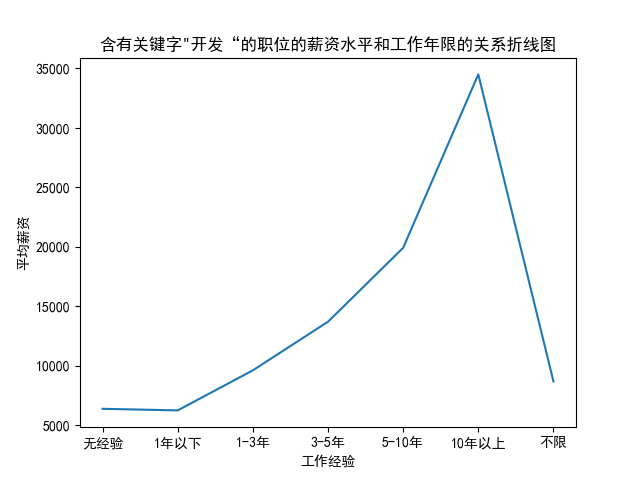 含有关键字"开发“的职位的薪资水平和工作年限的关系折线图
35000
30000
25000
20000
15000
10000
5000
平均薪资
无经验
1年以下
1-3年
3-5年
5-10年
10年以上
不限
工作经验